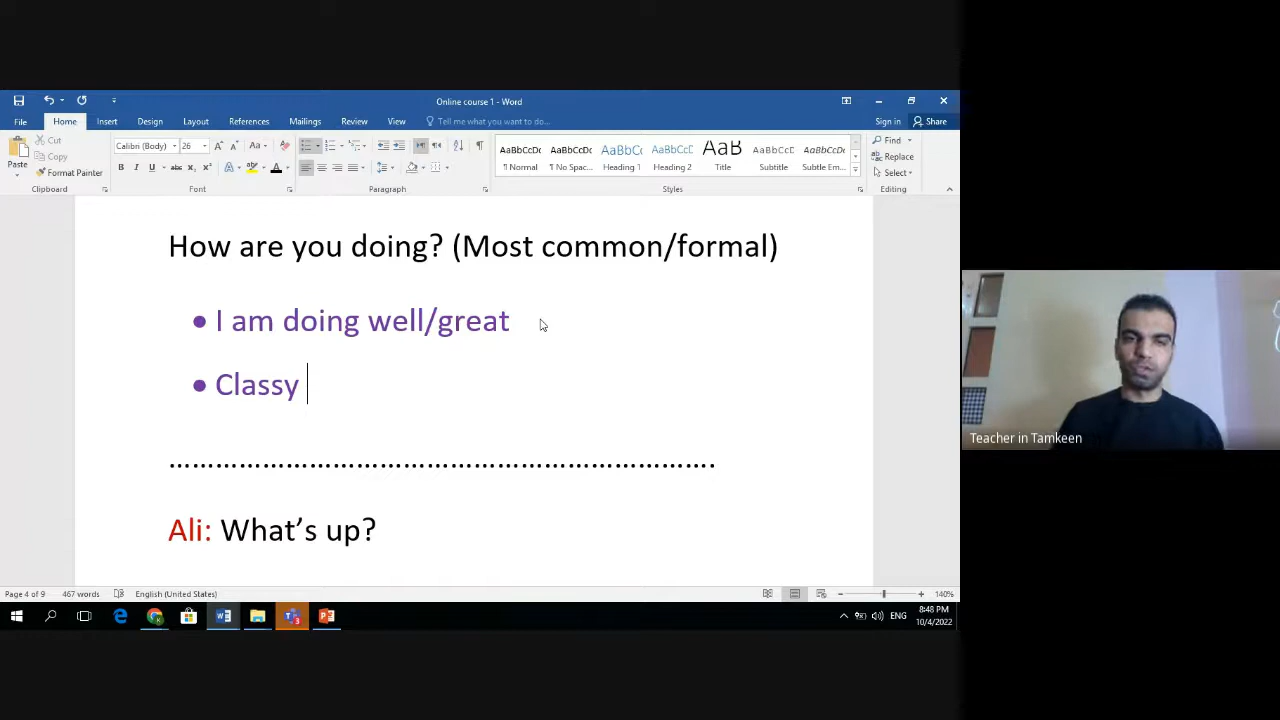 Online course 1 - Word
File Home Insert Design Layout References Mailings Review View Tell me what you want to do... Sign in Share
Paste
Cut
Copy
Format Painter
Calibri (Body) 26
AaBbCcDc AaBbCcDc AaBbCc AaBbCcD AaB AaBbCcD AaBbCcD
¶ Normal ¶ No Spac... Heading 1 Heading 2 Title Subtitle Subtle Em...
Find
Replace
Select
Clipboard Font Paragraph Styles Editing
How are you doing? (Most common/formal)
• I am doing well/great
• Classy
Ali: What’s up?
Teacher in Tamkeen
Page 4 of 9 467 words English (United States) 140%
ENG
8:48 PM
10/4/2022